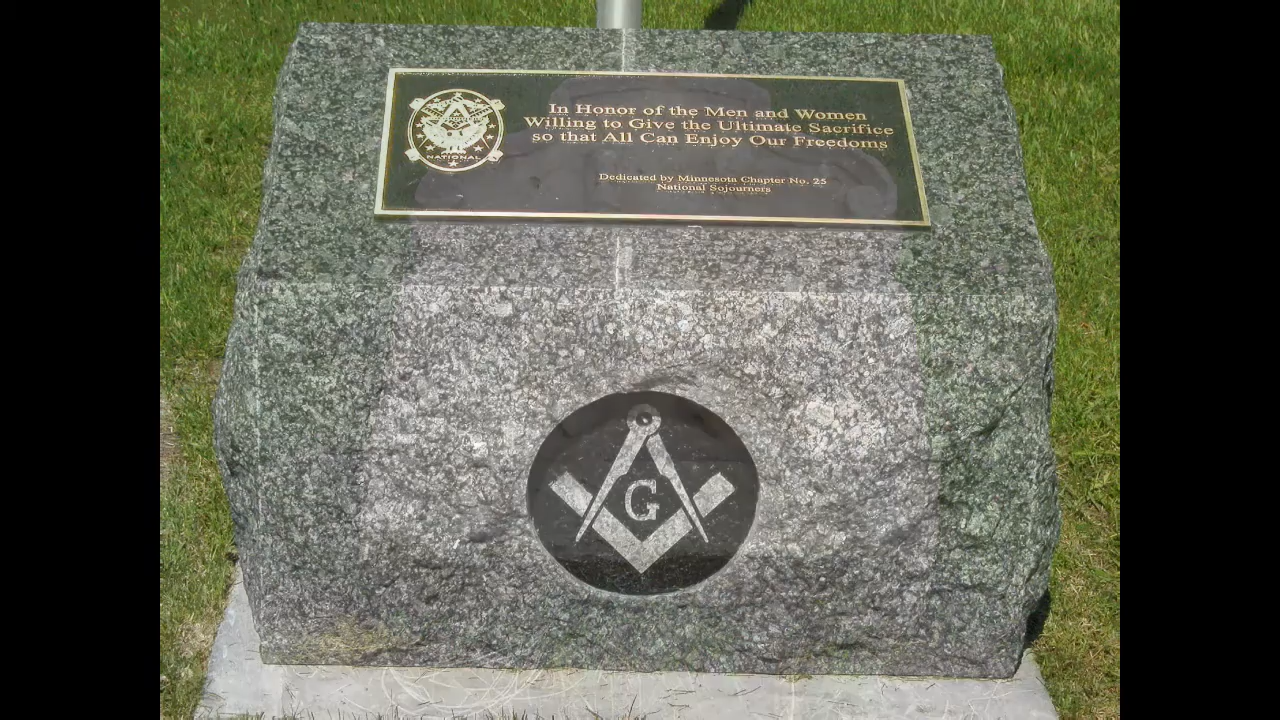 In Honor of the Men and Women
Willing to Give the Ultimate Sacrifice
so that All Can Enjoy Our Freedoms
Dedicated by Minnesota Chapter No. 25
National Sojourners
NATIONAL
G